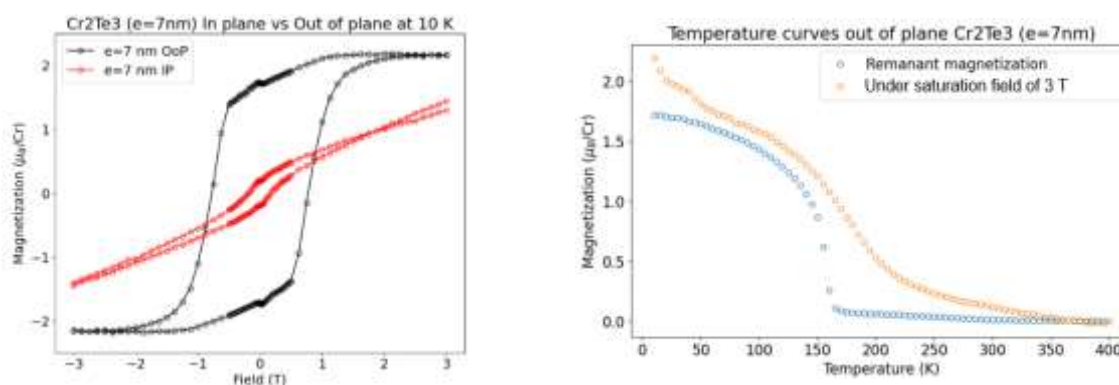 Cr2Te3 (e=7nm) In plane vs Out of plane at 10 K
e=7 nm OoP
e=7 nm IP
Magnetization (μB/Cr)
2
1
0
−1
−2
−3 −2 −1 0 1 2 3
Field (T)
Temperature curves out of plane Cr2Te3 (e=7nm)
Remanant magnetization
Under saturation field of 3 T
Magnetization (μB/Cr)
2.0
1.5
1.0
0.5
0.0
0 50 100 150 200 250 300 350 400
Temperature (K)